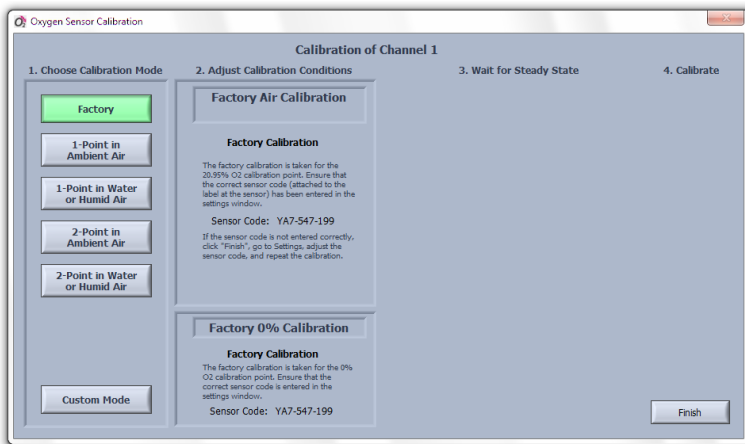 Oxygen Sensor Calibration
Calibration of Channel 1
1. Choose Calibration Mode
2. Adjust Calibration Conditions
3. Wait for Steady State
4. Calibrate
Factory
1-Point in
Ambient Air
1-Point in Water
or Humid Air
2-Point in
Ambient Air
2-Point in Water
or Humid Air
Custom Mode
Factory Air Calibration
Factory Calibration
The factory calibration is taken for the
20.95% O2 calibration point. Ensure that
the correct sensor code (attached to the
label at the sensor) has been entered in the
settings window.
Sensor Code: YA7-547-199
If the sensor code is not entered correctly,
click "Finish", go to Settings, adjust the
sensor code, and repeat the calibration.
Factory 0% Calibration
Factory Calibration
The factory calibration is taken for the 0%
O2 calibration point. Ensure that the
correct sensor code is entered in the
settings window.
Sensor Code: YA7-547-199
Finish